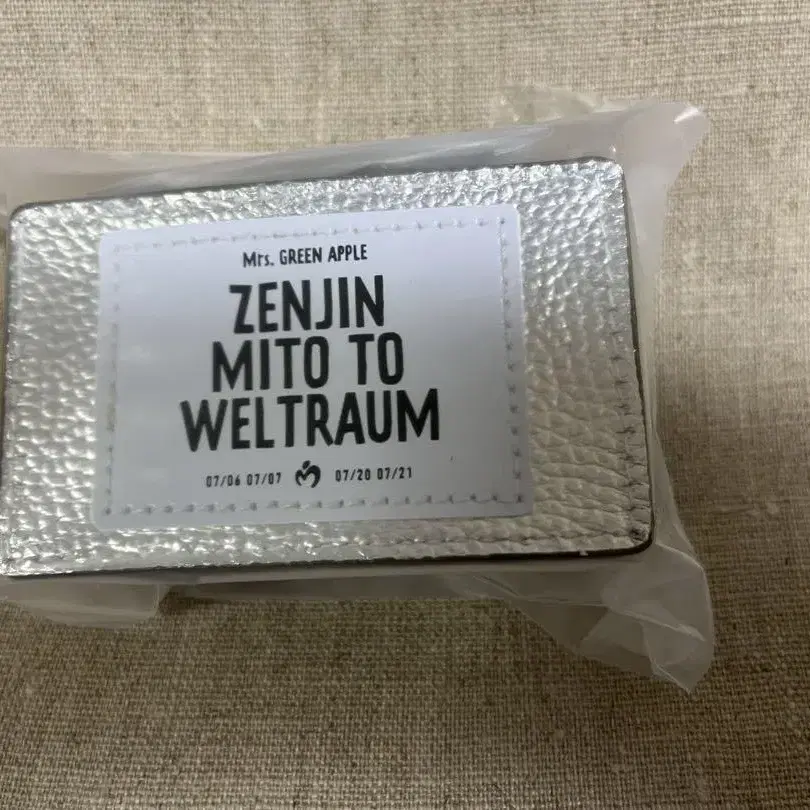 Mrs. GREEN APPLE
ZENJIN
MITO TO
WELTRAUM
07/06 07/07 07/20 07/21